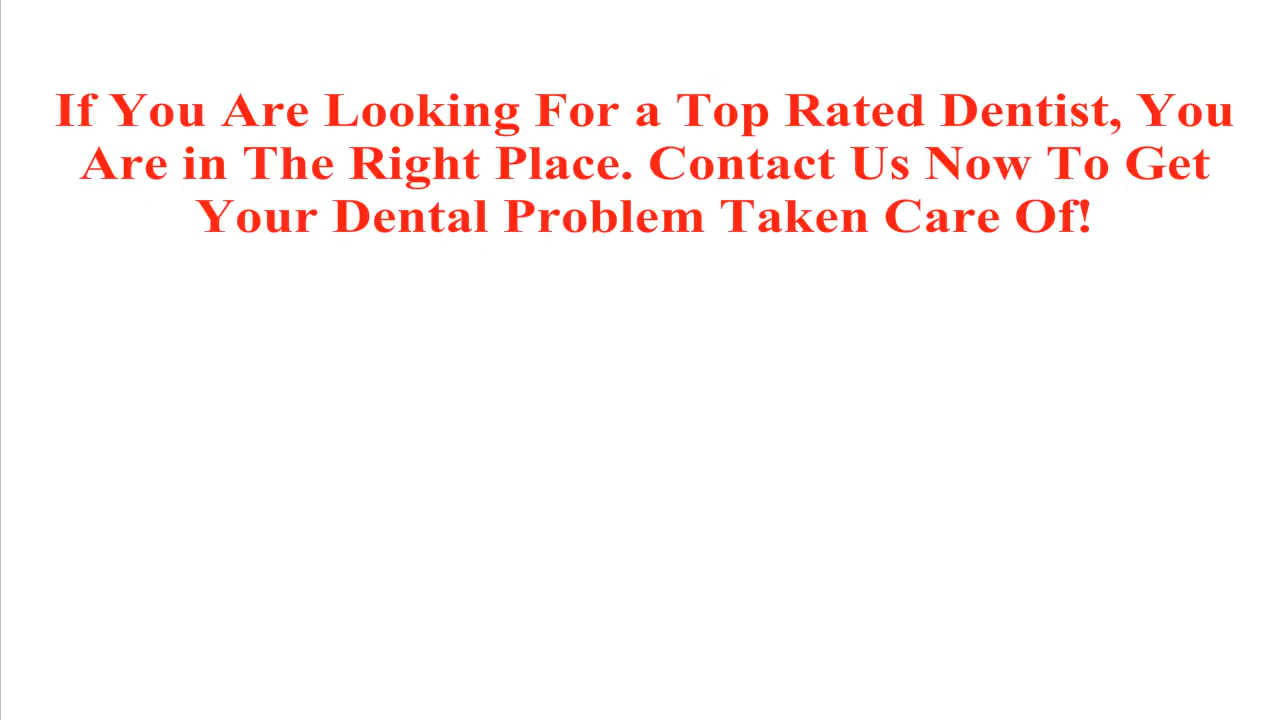 If You Are Looking For a Top Rated Dentist, You
Are in The Right Place. Contact Us Now To Get
Your Dental Problem Taken Care Of!